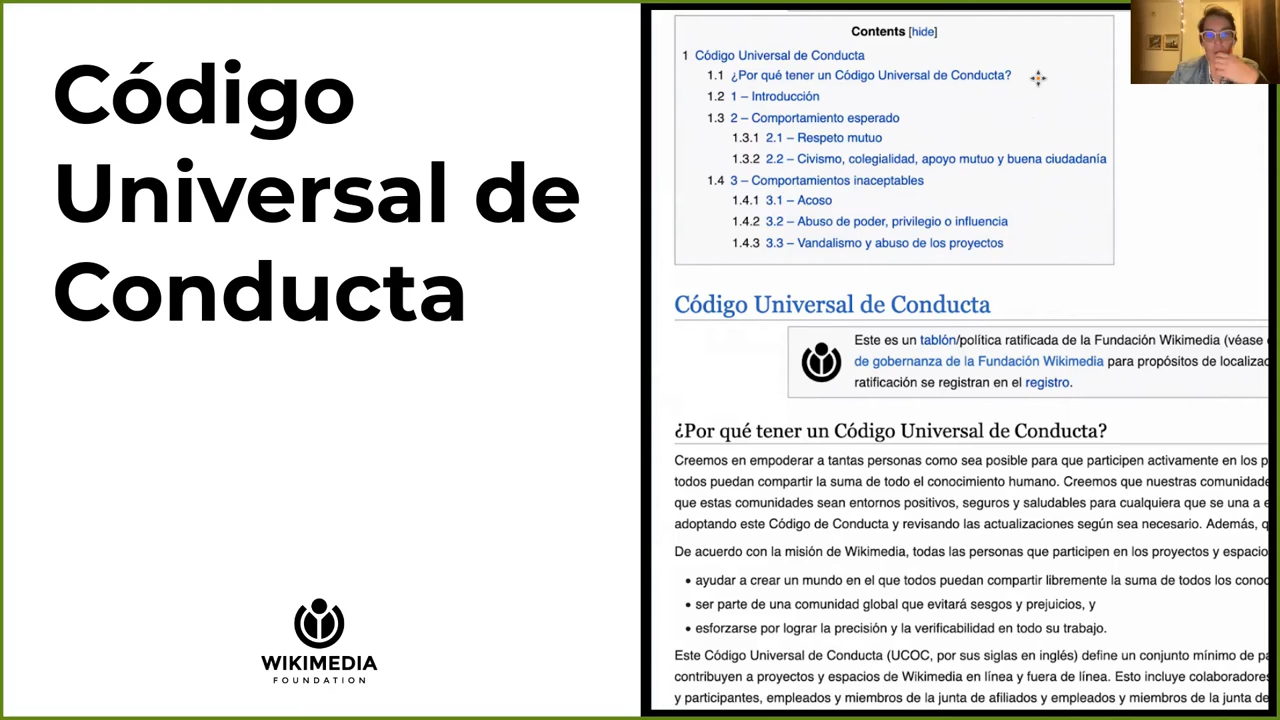 Código
Universal de
Conducta
WIKIMEDIA
FOUNDATION
Contents [hide]
1 Código Universal de Conducta
1.1 ¿Por qué tener un Código Universal de Conducta?
1.2 1 – Introducción
1.3 2 – Comportamiento esperado
1.3.1 2.1 – Respeto mutuo
1.3.2 2.2 – Civismo, colegialidad, apoyo mutuo y buena ciudadanía
1.4 3 – Comportamientos inaceptables
1.4.1 3.1 – Acoso
1.4.2 3.2 – Abuso de poder, privilegio o influencia
1.4.3 3.3 – Vandalismo y abuso de los proyectos
Código Universal de Conducta
Este es un tablón/política ratificada de la Fundación Wikimedia (véase
de gobernanza de la Fundación Wikimedia para propósitos de
ratificación se registran en el registro.
¿Por qué tener un Código Universal de Conducta?
Creemos en empoderar a tantas personas como sea posible para que participen activamente en los
todos puedan compartir la suma de todo el conocimiento humano. Creemos que nuestras
que estas comunidades sean entornos positivos, seguros y saludables para cualquiera que se una a
adoptando este Código de Conducta y revisando las actualizaciones según sea necesario. Además,
De acuerdo con la misión de Wikimedia, todas las personas que participen en los proyectos y
• ayudar a crear un mundo en el que todos puedan compartir libremente la suma de todos los
• ser parte de una comunidad global que evitará sesgos y prejuicios, y
• esforzarse por lograr la precisión y la verificabilidad en todo su trabajo.
Este Código Universal de Conducta (UCOC, por sus siglas en inglés) define un conjunto mínimo de
contribuyen a proyectos y espacios de Wikimedia en línea y fuera de línea. Esto incluye
y participantes, empleados y miembros de la junta de afiliados y empleados y miembros de la junta